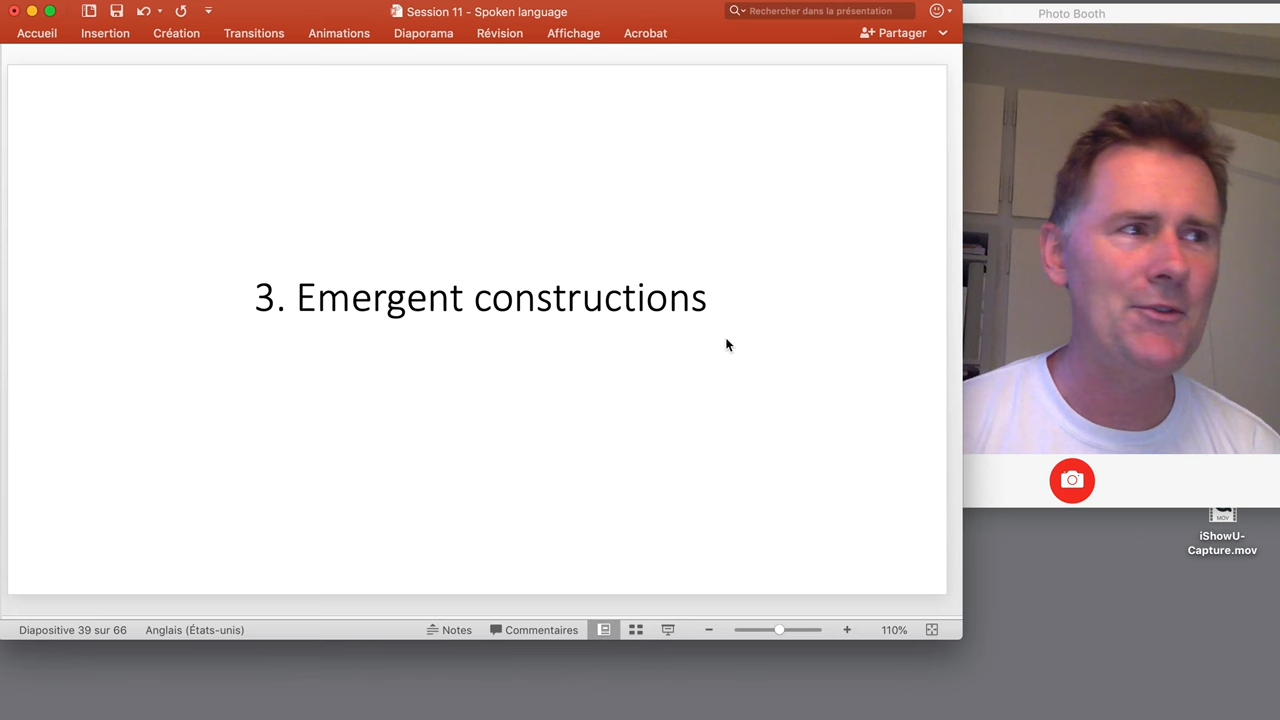 Session 11 - Spoken language
Rechercher dans la présentation
Photo Booth
Accueil
Insertion
Création
Transitions
Animations
Diaporama
Révision
Affichage
Acrobat
Partager
3. Emergent constructions
MOV
iShowU-
Capture.mov
Diapositive 39 sur 66
Anglais (États-unis)
Notes
Commentaires
110%